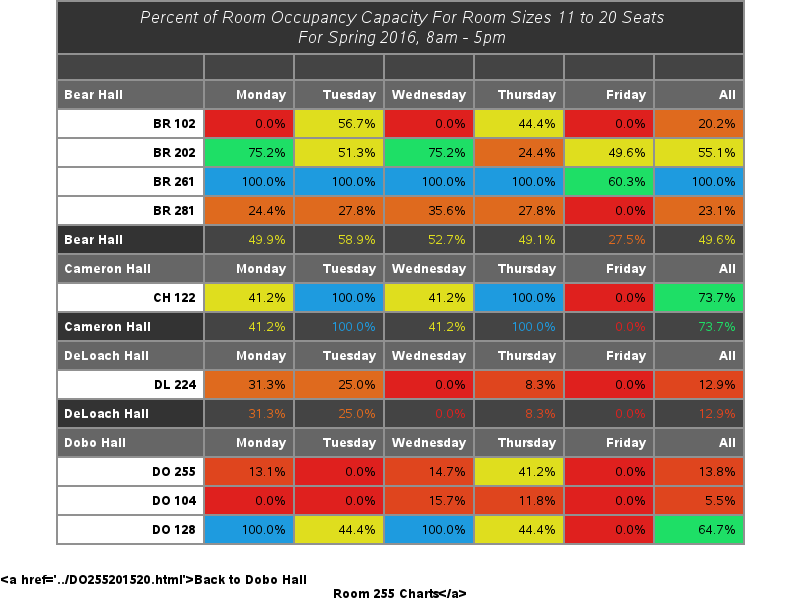 Percent of Room Occupancy Capacity For Room Sizes 11 to 20 Seats
For Spring 2016, 8am - 5pm
Bear Hall Monday Tuesday Wednesday Thursday Friday All
BR 102 0.0% 56.7% 0.0% 44.4% 0.0% 20.2%
BR 202 75.2% 51.3% 75.2% 24.4% 49.6% 55.1%
BR 261 100.0% 100.0% 100.0% 100.0% 60.3% 100.0%
BR 281 24.4% 27.8% 35.6% 27.8% 0.0% 23.1%
Bear Hall 49.9% 58.9% 52.7% 49.1% 27.5% 49.6%
Cameron Hall Monday Tuesday Wednesday Thursday Friday All
CH 122 41.2% 100.0% 41.2% 100.0% 0.0% 73.7%
Cameron Hall 41.2% 100.0% 41.2% 100.0% 0.0% 73.7%
DeLoach Hall Monday Tuesday Wednesday Thursday Friday All
DL 224 31.3% 25.0% 0.0% 8.3% 0.0% 12.9%
DeLoach Hall 31.3% 25.0% 0.0% 8.3% 0.0% 12.9%
Dobo Hall Monday Tuesday Wednesday Thursday Friday All
DO 255 13.1% 0.0% 14.7% 41.2% 0.0% 13.8%
DO 104 0.0% 0.0% 15.7% 11.8% 0.0% 5.5%
DO 128 100.0% 44.4% 100.0% 44.4% 0.0% 64.7%
&lt;a href='../DO255201520.html'&gt;Back to Dobo Hall
Room 255 Charts&lt;/a&gt;